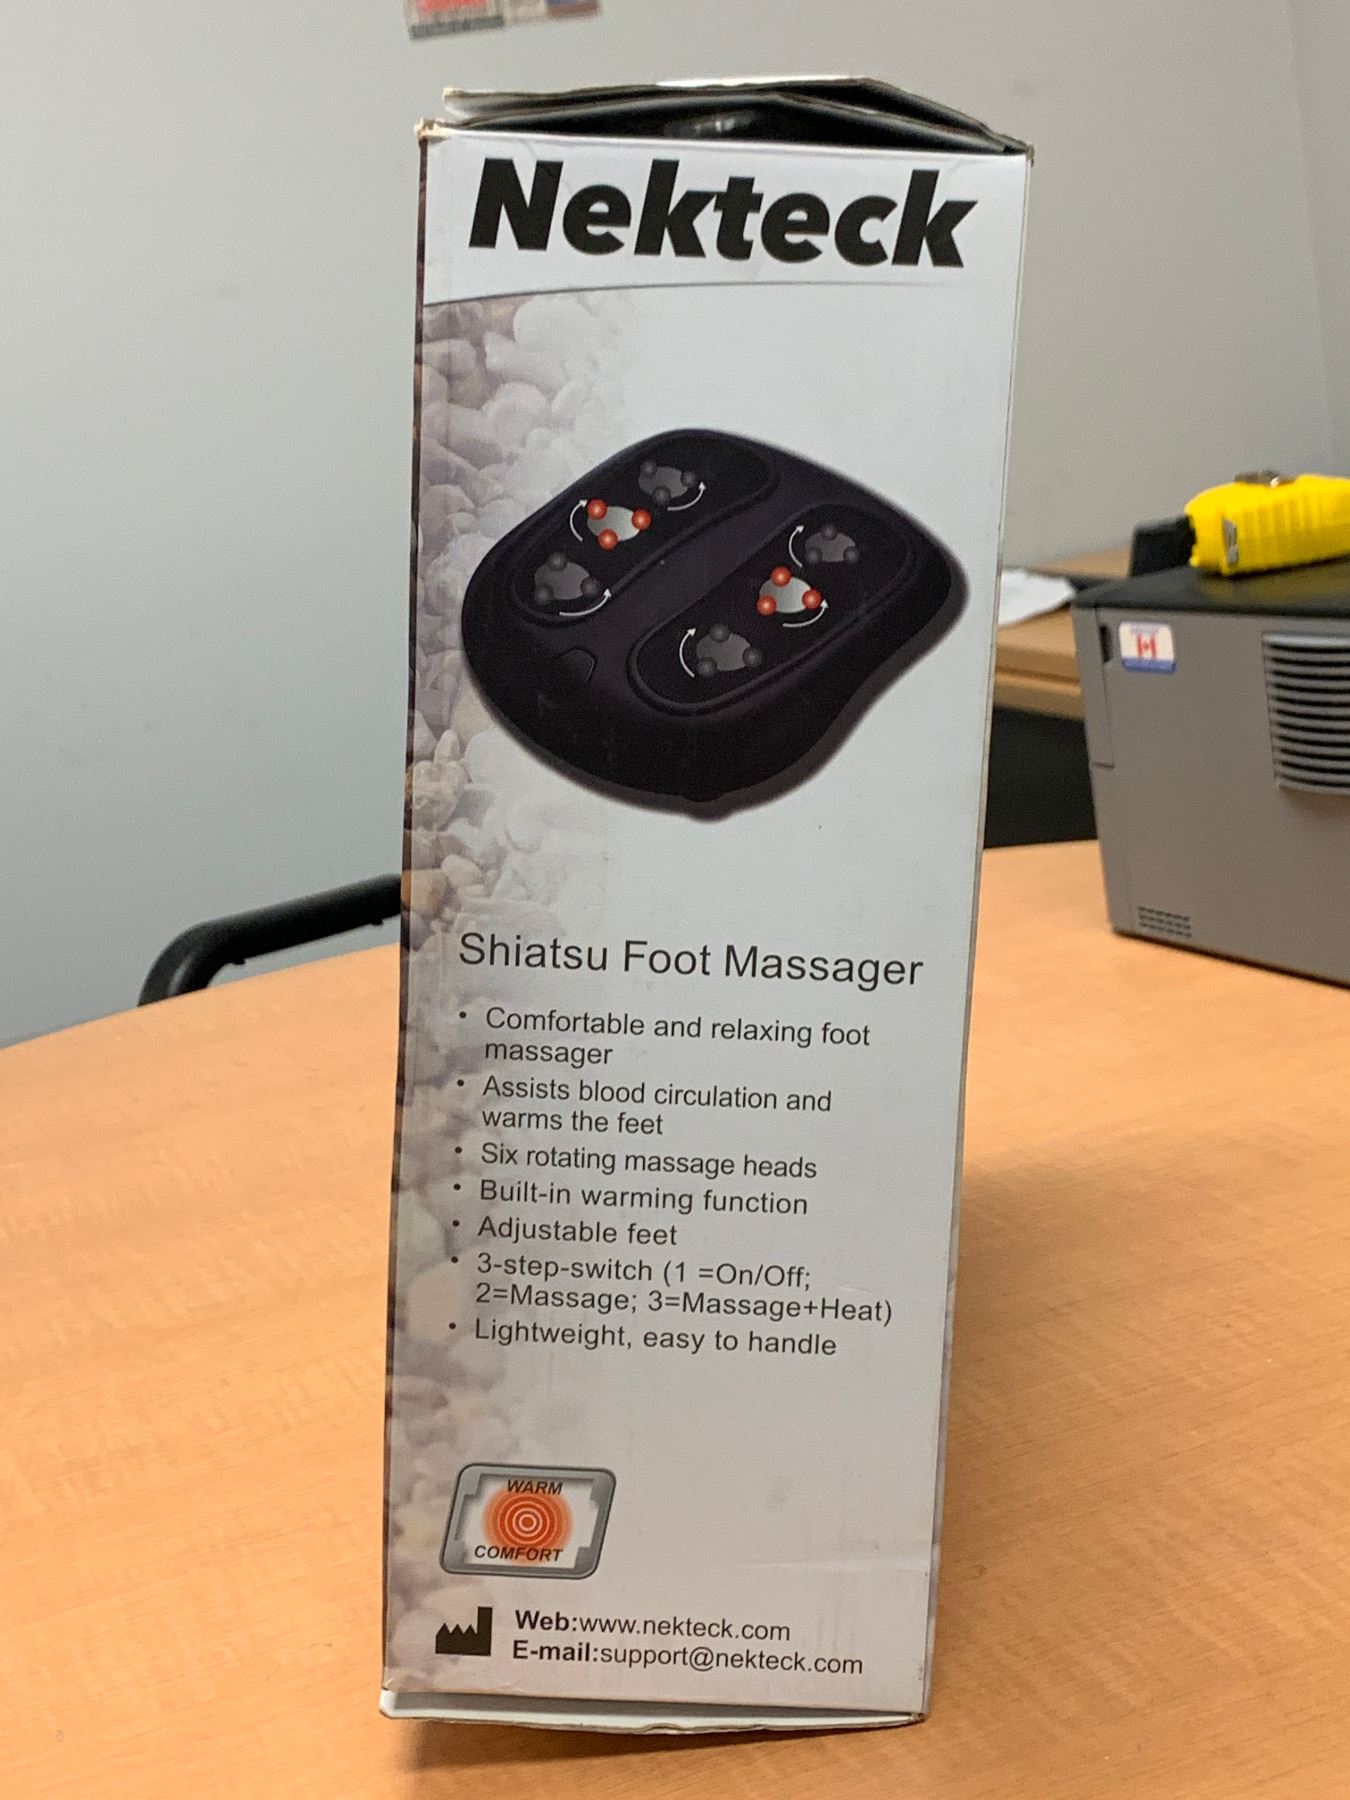 Nekteck
Shiatsu Foot Massager
• Comfortable and relaxing foot
massager
• Assists blood circulation and
warms the feet
• Six rotating massage heads
• Built-in warming function
• Adjustable feet
• 3-step-switch (1 =On/Off;
2=Massage; 3=Massage+Heat)
• Lightweight, easy to handle
WARM
COMFORT
Web:www.nekteck.com
E-mail:support@nekteck.com